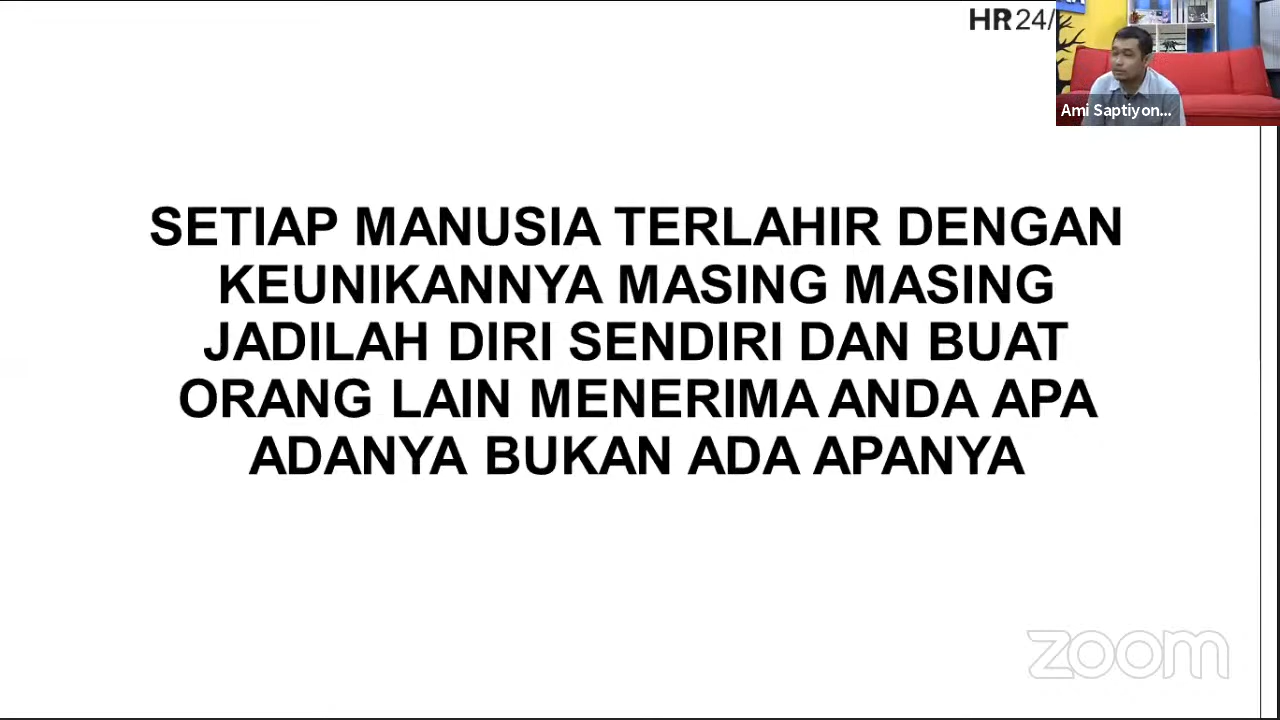 HR24/
Ami Saptiyon...
SETIAP MANUSIA TERLAHIR DENGAN
KEUNIKANNYA MASING MASING
JADILAH DIRI SENDIRI DAN BUAT
ORANG LAIN MENERIMA ANDA APA
ADANYA BUKAN ADA APANYA
zoom